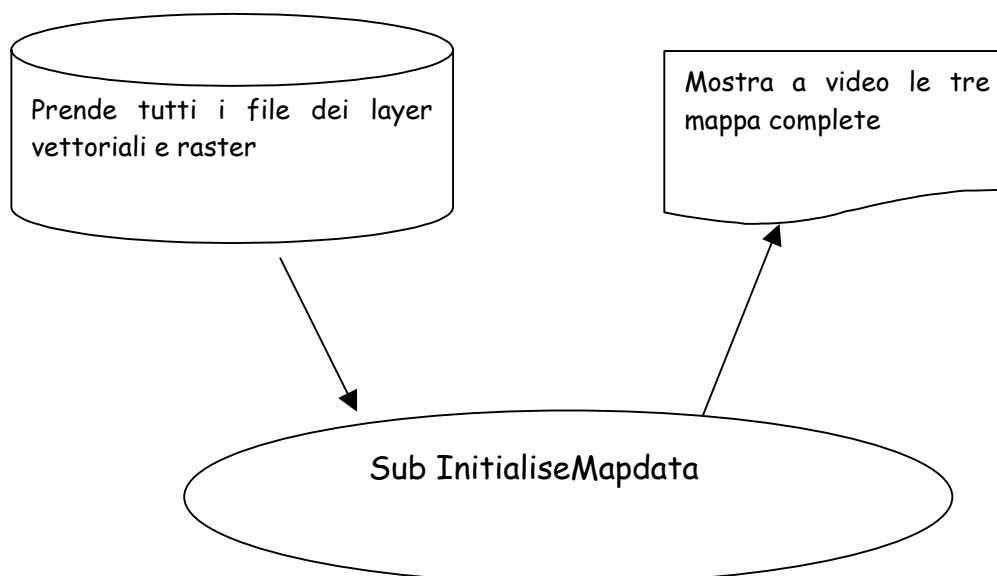 Prende tutti i file dei layer
vettoriali e raster
Mostra a video le tre
mappa complete
Sub InitialiseMapdata